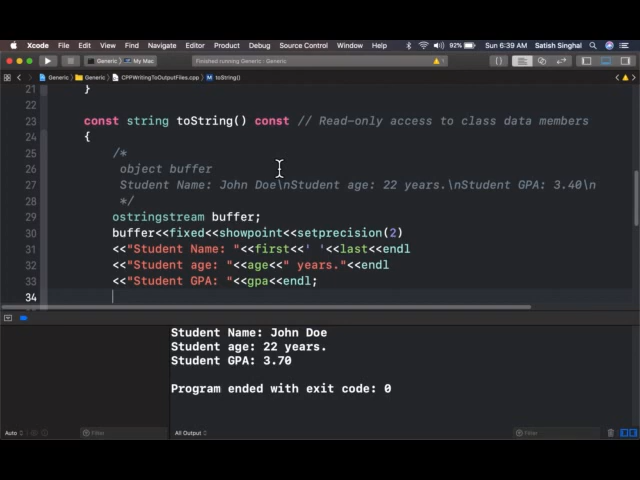 Xcode File Edit View Find Navigate Editor Product Debug Source Control Window Help 92% Sun 6:39 AM Satish Singhal
Generic My Mac Finished running Generic : Generic 1
Generic Generic CPPWritingToOutputFiles.cpp M toString()
21 }
22
23 const string toString() const // Read-only access to class data members
24 {
25 /*
26 object buffer
27 Student Name: John Doe\nStudent age: 22 years.\nStudent GPA: 3.40\n
28 */
29 ostringstream buffer;
30 buffer<<fixed<<showpoint<<setprecision(2)
31 <<"Student Name: "<<first<<' '<<last<<endl
32 <<"Student age: "<<age<<" years."<<endl
33 <<"Student GPA: "<<gpa<<endl;
34
Student Name: John Doe
Student age: 22 years.
Student GPA: 3.70
Program ended with exit code: 0
Auto Filter All Output Filter